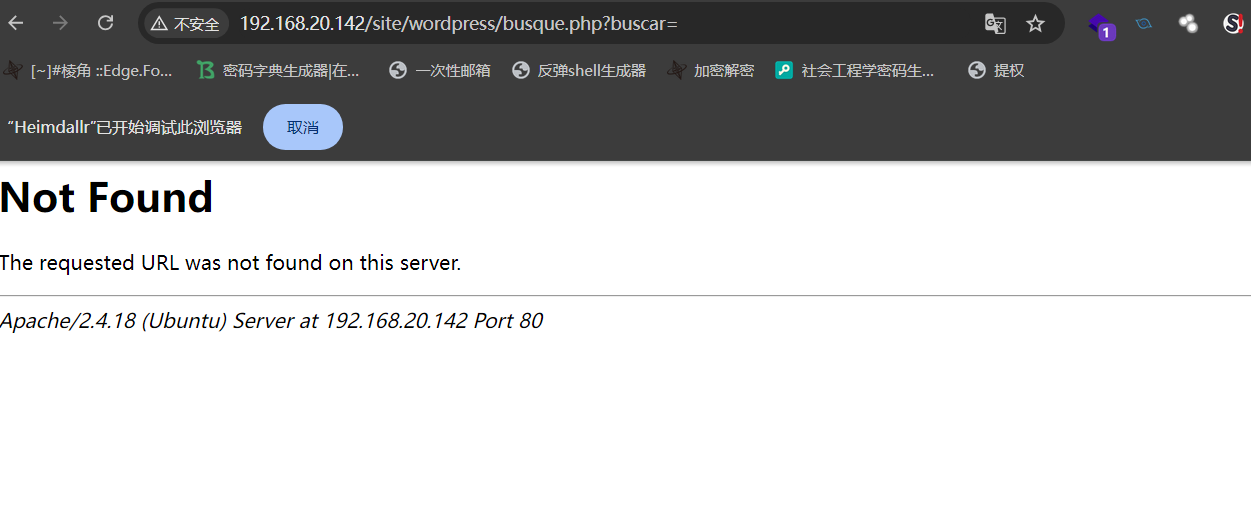 不安全 192.168.20.142/site/wordpress/busque.php?buscar= 1
[~]#棱角 ::Edge.Fo... 密码字典生成器|在... 一次性邮箱 反弹shell生成器 加密解密 社会工程学密码生... 提权
“Heimdallr”已开始调试此浏览器 取消
Not Found
The requested URL was not found on this server.
Apache/2.4.18 (Ubuntu) Server at 192.168.20.142 Port 80